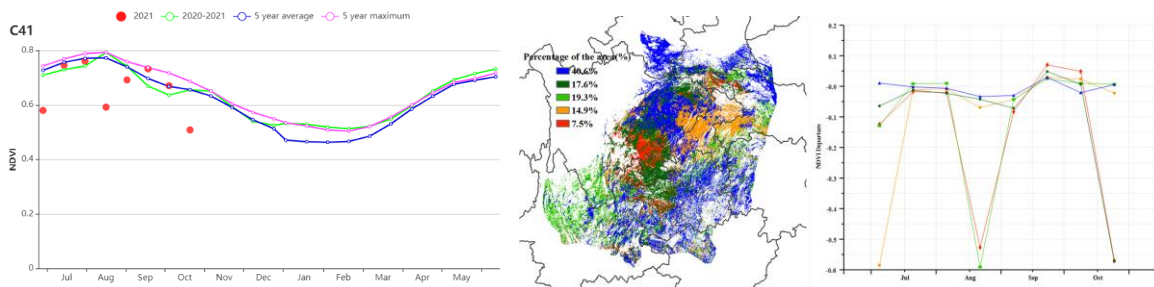 2021
2020-2021
5 year average
5 year maximum
C41
NDVI
0.8
0.6
0.4
0.2
0
Jul Aug Sep Oct Nov Dec Jan Feb Mar Apr May
Percentage of the area(%)
40.6%
17.6%
19.3%
14.9%
7.5%
NDVI Departure
0.2
0.1
-0.0
-0.1
-0.2
-0.3
-0.4
-0.5
-0.6
Jul Aug Sep Oct